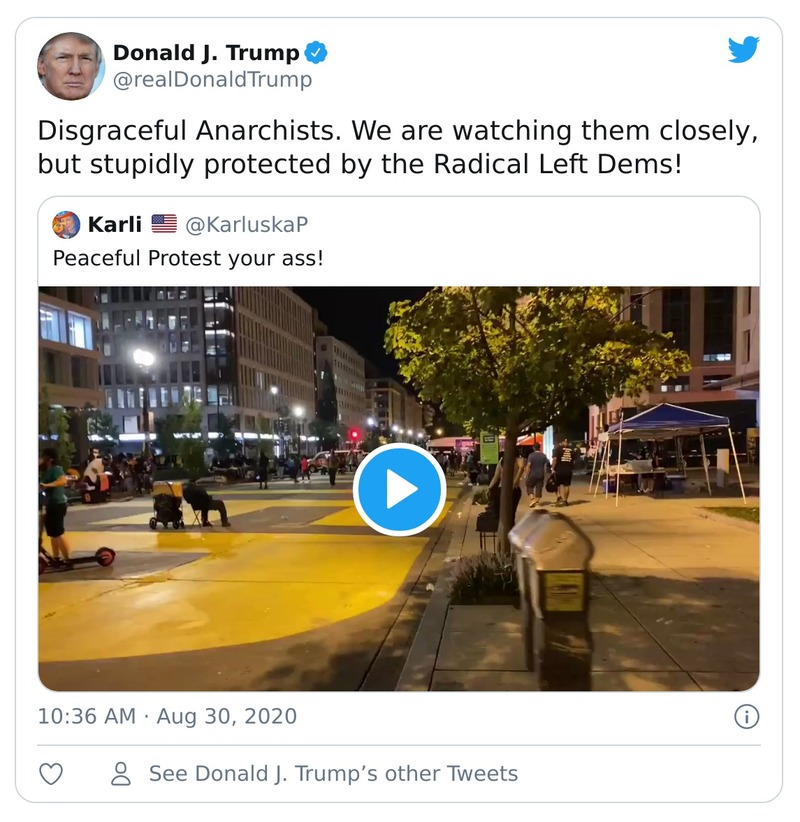 Donald J. Trump
@realDonaldTrump
Disgraceful Anarchists. We are watching them closely,
but stupidly protected by the Radical Left Dems!
Karli 🇺🇸 @KarluskaP
Peaceful Protest your ass!
10:36 AM · Aug 30, 2020
See Donald J. Trump’s other Tweets